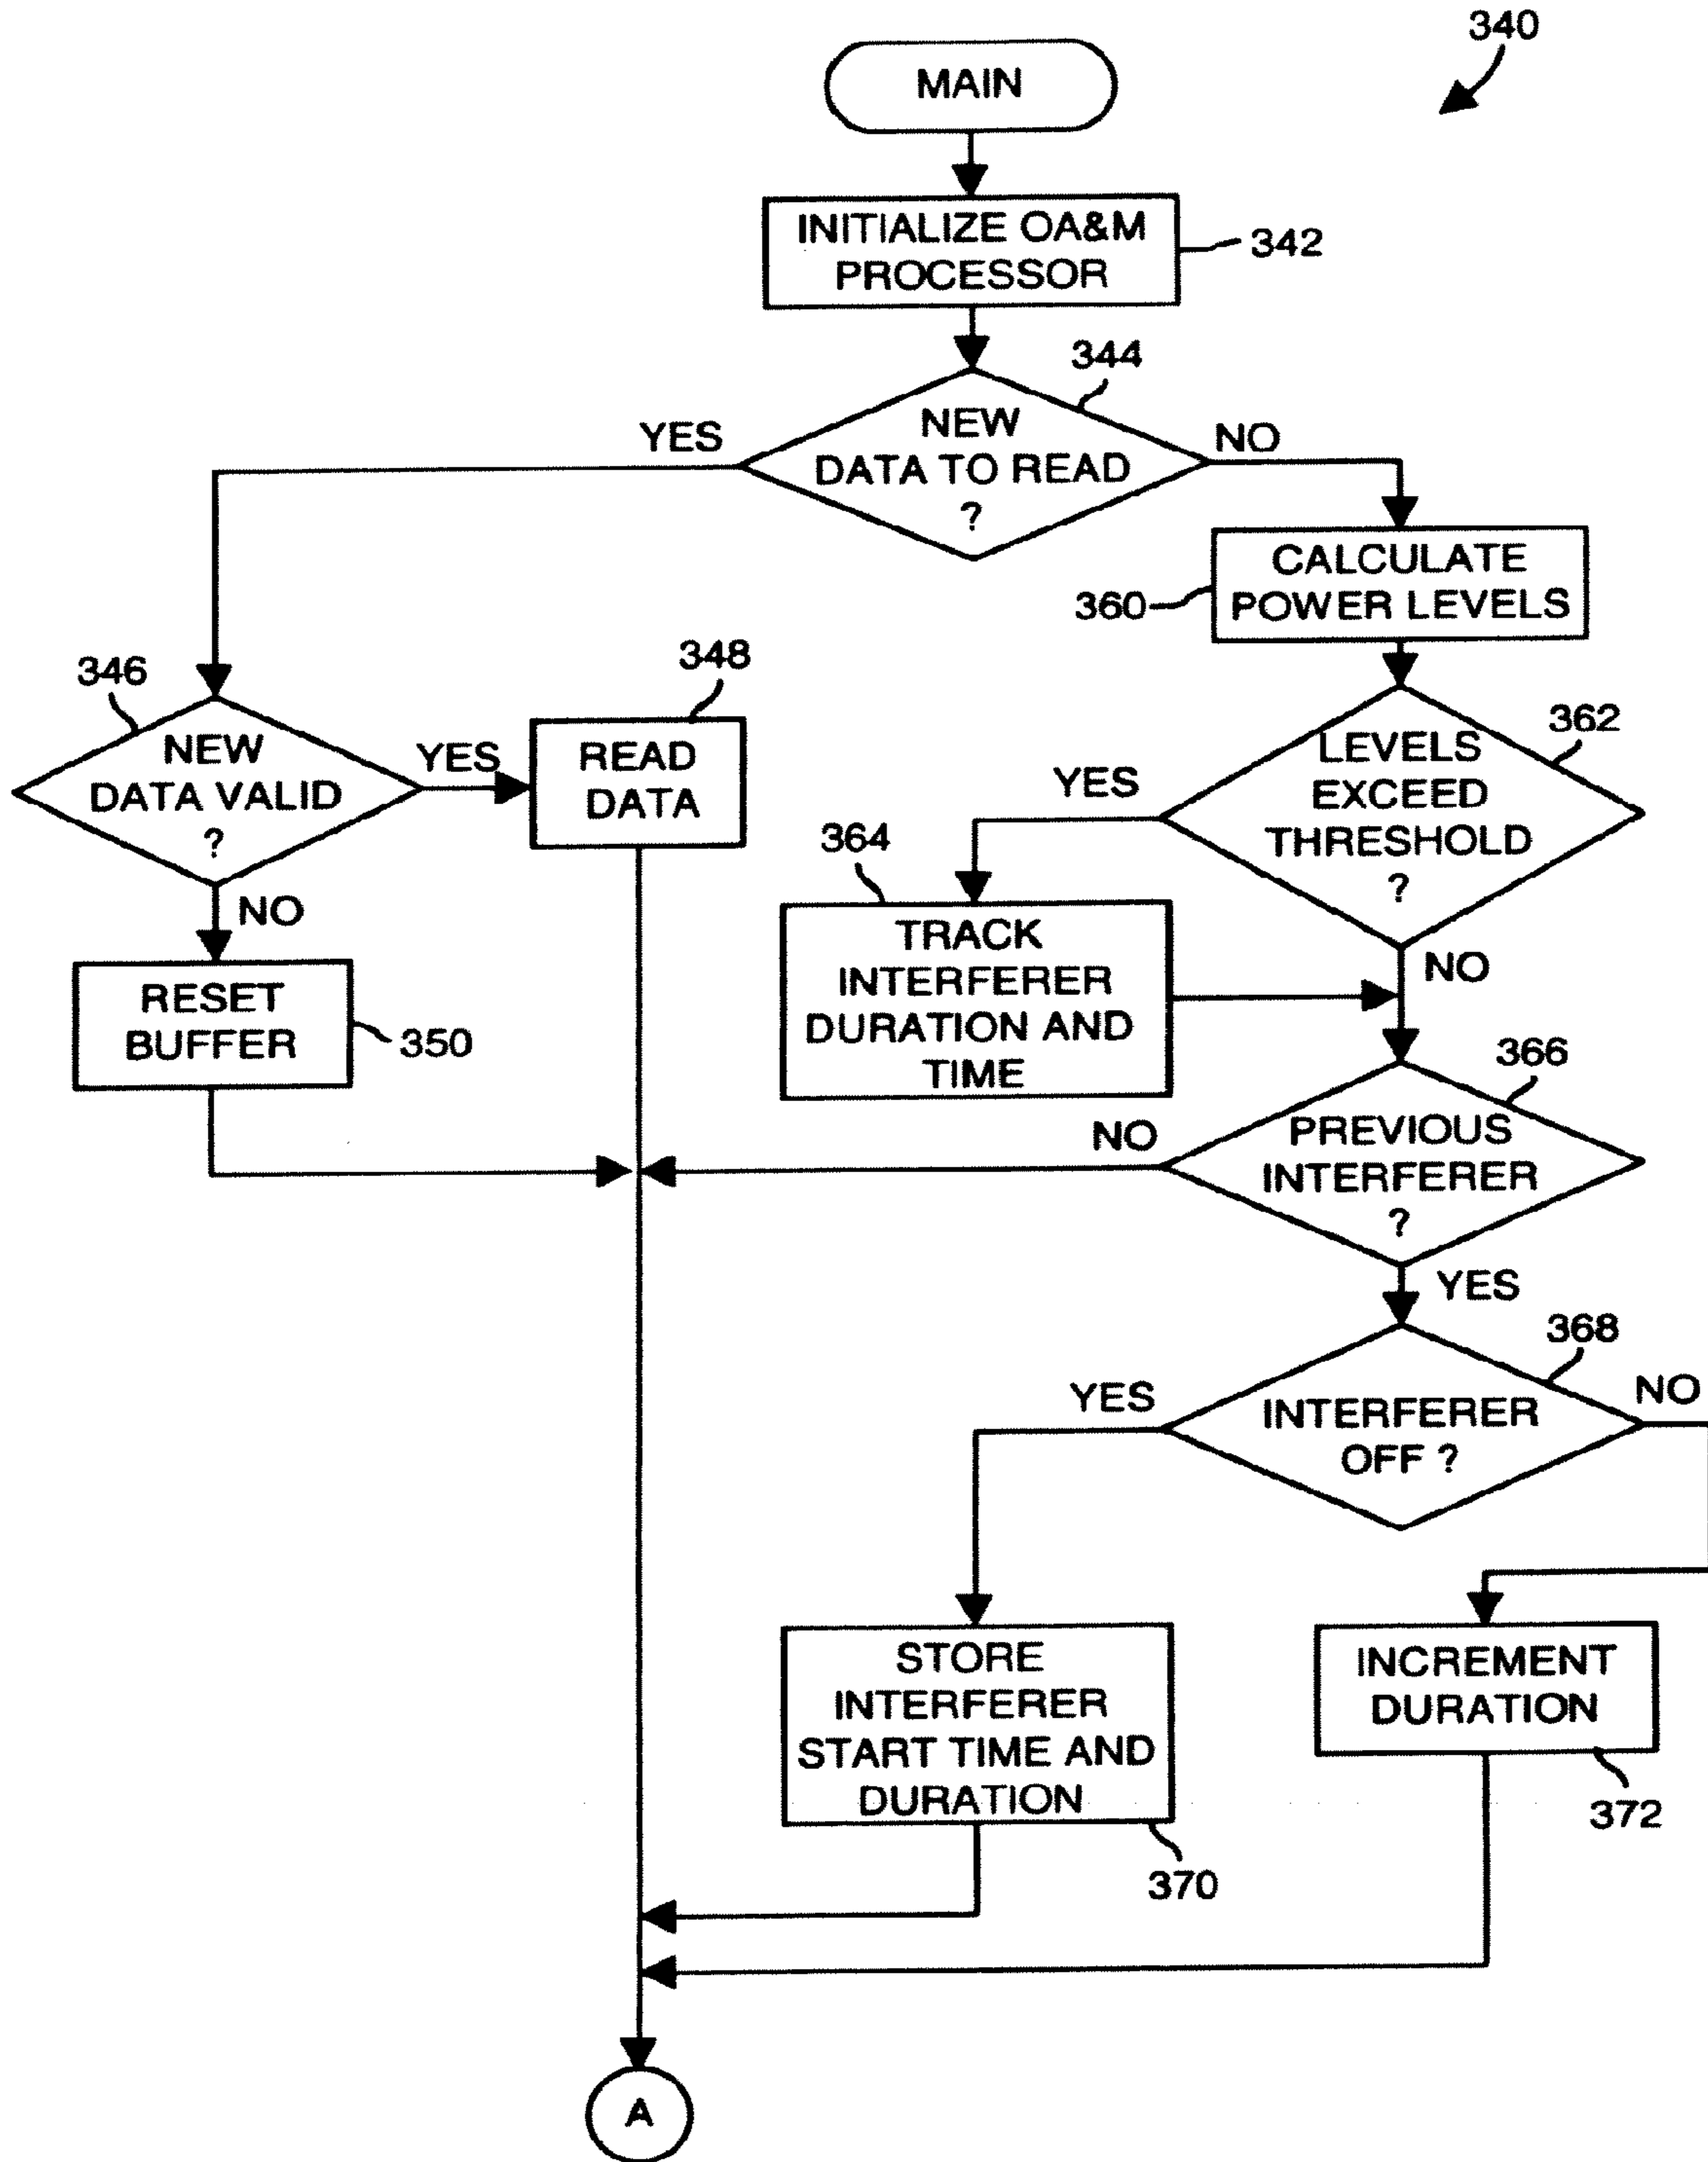 340
MAIN
INITIALIZE OA&M
PROCESSOR
342
344
NEW
DATA TO READ
?
YES
NO
CALCULATE
POWER LEVELS
360
346
NEW
DATA VALID
?
YES
348
READ
DATA
NO
RESET
BUFFER
350
362
LEVELS
EXCEED
THRESHOLD
?
YES
364
TRACK
INTERFERER
DURATION AND
TIME
NO
366
PREVIOUS
INTERFERER
?
NO
YES
368
INTERFERER
OFF ?
YES
NO
STORE
INTERFERER
START TIME AND
DURATION
370
INCREMENT
DURATION
372
A